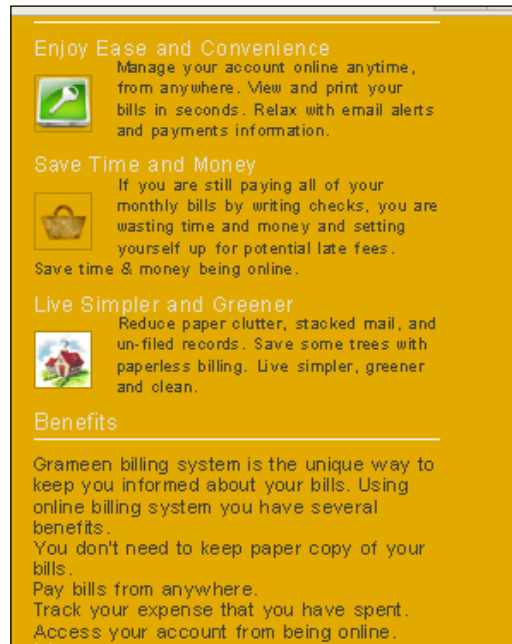 Enjoy Ease and Convenience
Manage your account online anytime,
from anywhere. View and print your
bills in seconds. Relax with email alerts
and payments information.
Save Time and Money
If you are still paying all of your
monthly bills by writing checks, you are
wasting time and money and setting
yourself up for potential late fees.
Save time & money being online.
Live Simpler and Greener
Reduce paper clutter, stacked mail, and
un-filed records. Save some trees with
paperless billing. Live simpler, greener
and clean.
Benefits
Grameen billing system is the unique way to
keep you informed about your bills. Using
online billing system you have several
benefits.
You don't need to keep paper copy of your
bills.
Pay bills from anywhere.
Track your expense that you have spent.
Access your account from being online.